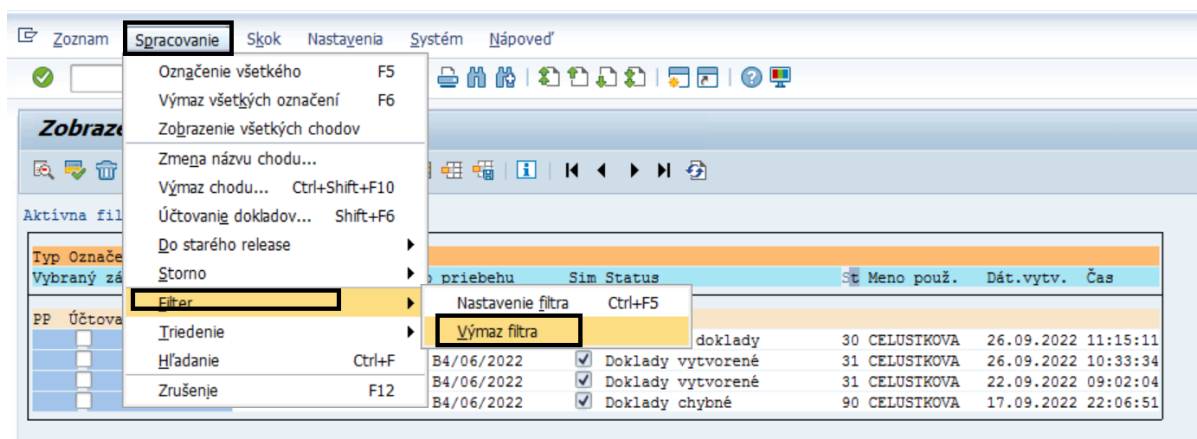 Zoznam Spracovanie Skok Nastavenia Systém Nápoveď
Označenie všetkého F5
Výmaz všetkých označení F6
Zobrazenie všetkých chodov
Zmena názvu chodu...
Výmaz chodu... Ctrl+Shift+F10
Účtovanie dokladov... Shift+F6
Do starého release
Storno
Filter
Triedenie
Hľadanie Ctrl+F
Zrušenie F12
Nastavenie filtra Ctrl+F5
Výmaz filtra
Aktívna
Typ
Vybraný priebehu Sim Status St Meno použ. Dát.vytv. Čas
PP
doklady 30 CELUSTKOVA 26.09.2022 11:15:11
B4/06/2022 Doklady vytvorené 31 CELUSTKOVA 26.09.2022 10:33:34
B4/06/2022 Doklady vytvorené 31 CELUSTKOVA 22.09.2022 09:02:04
B4/06/2022 Doklady chybné 90 CELUSTKOVA 17.09.2022 22:06:51